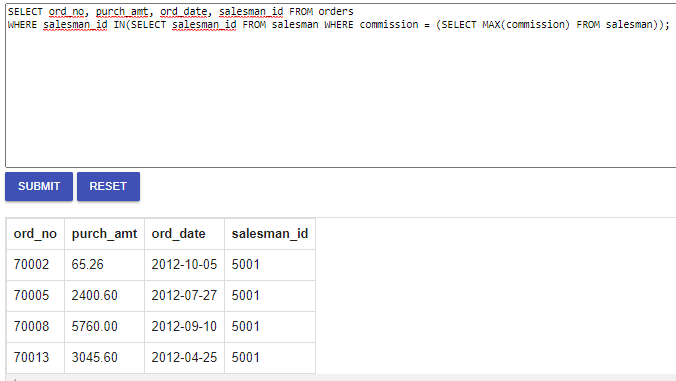 SELECT ord_no, purch_amt, ord_date, salesman_id FROM orders
WHERE salesman_id IN(SELECT salesman_id FROM salesman WHERE commission = (SELECT MAX(commission) FROM salesman));
SUBMIT RESET
ord_no purch_amt ord_date salesman_id
70002 65.26 2012-10-05 5001
70005 2400.60 2012-07-27 5001
70008 5760.00 2012-09-10 5001
70013 3045.60 2012-04-25 5001